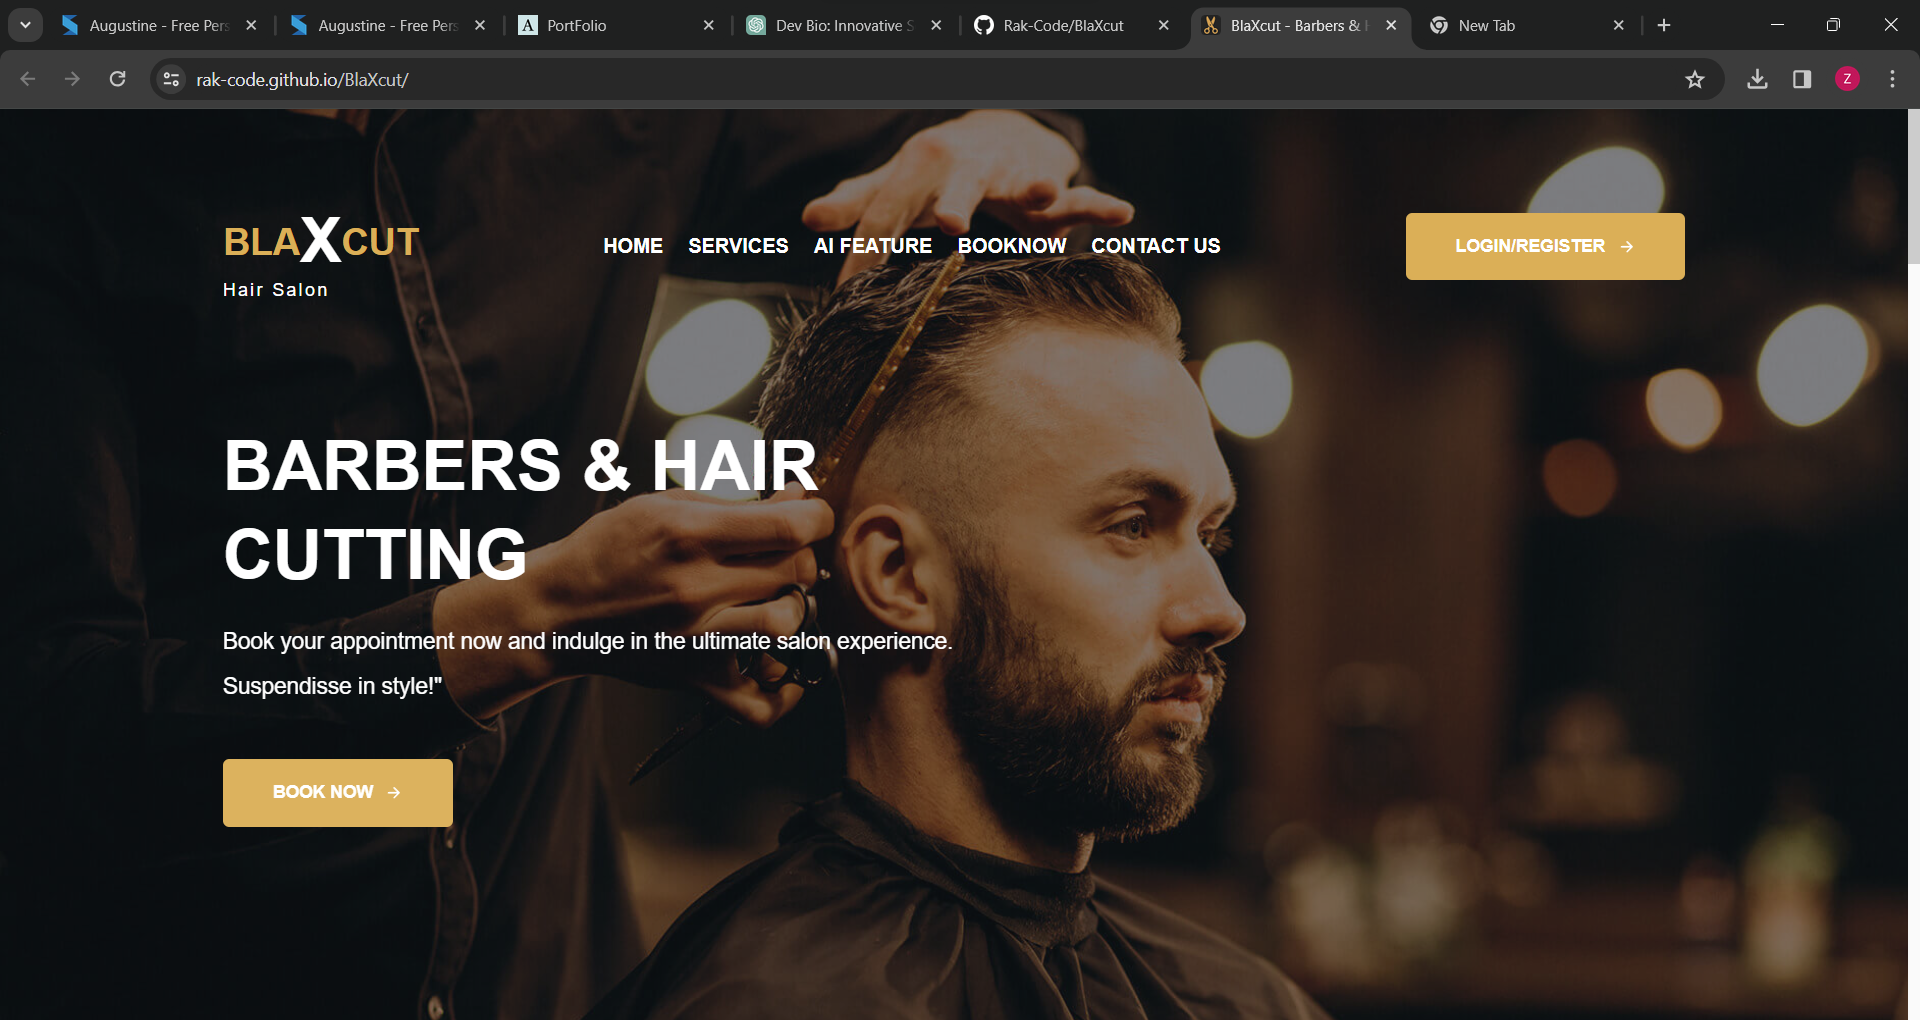 Augustine - Free Pers
Augustine - Free Pers
PortFolio
Dev Bio: Innovative S
Rak-Code/BlaXcut
BlaXcut - Barbers & H
New Tab
rak-code.github.io/BlaXcut/
Z
BLAXCUT
Hair Salon
HOME SERVICES AI FEATURE BOOKNOW CONTACT US
LOGIN/REGISTER →
BARBERS & HAIR
CUTTING
Book your appointment now and indulge in the ultimate salon experience.
Suspendisse in style!"
BOOK NOW →